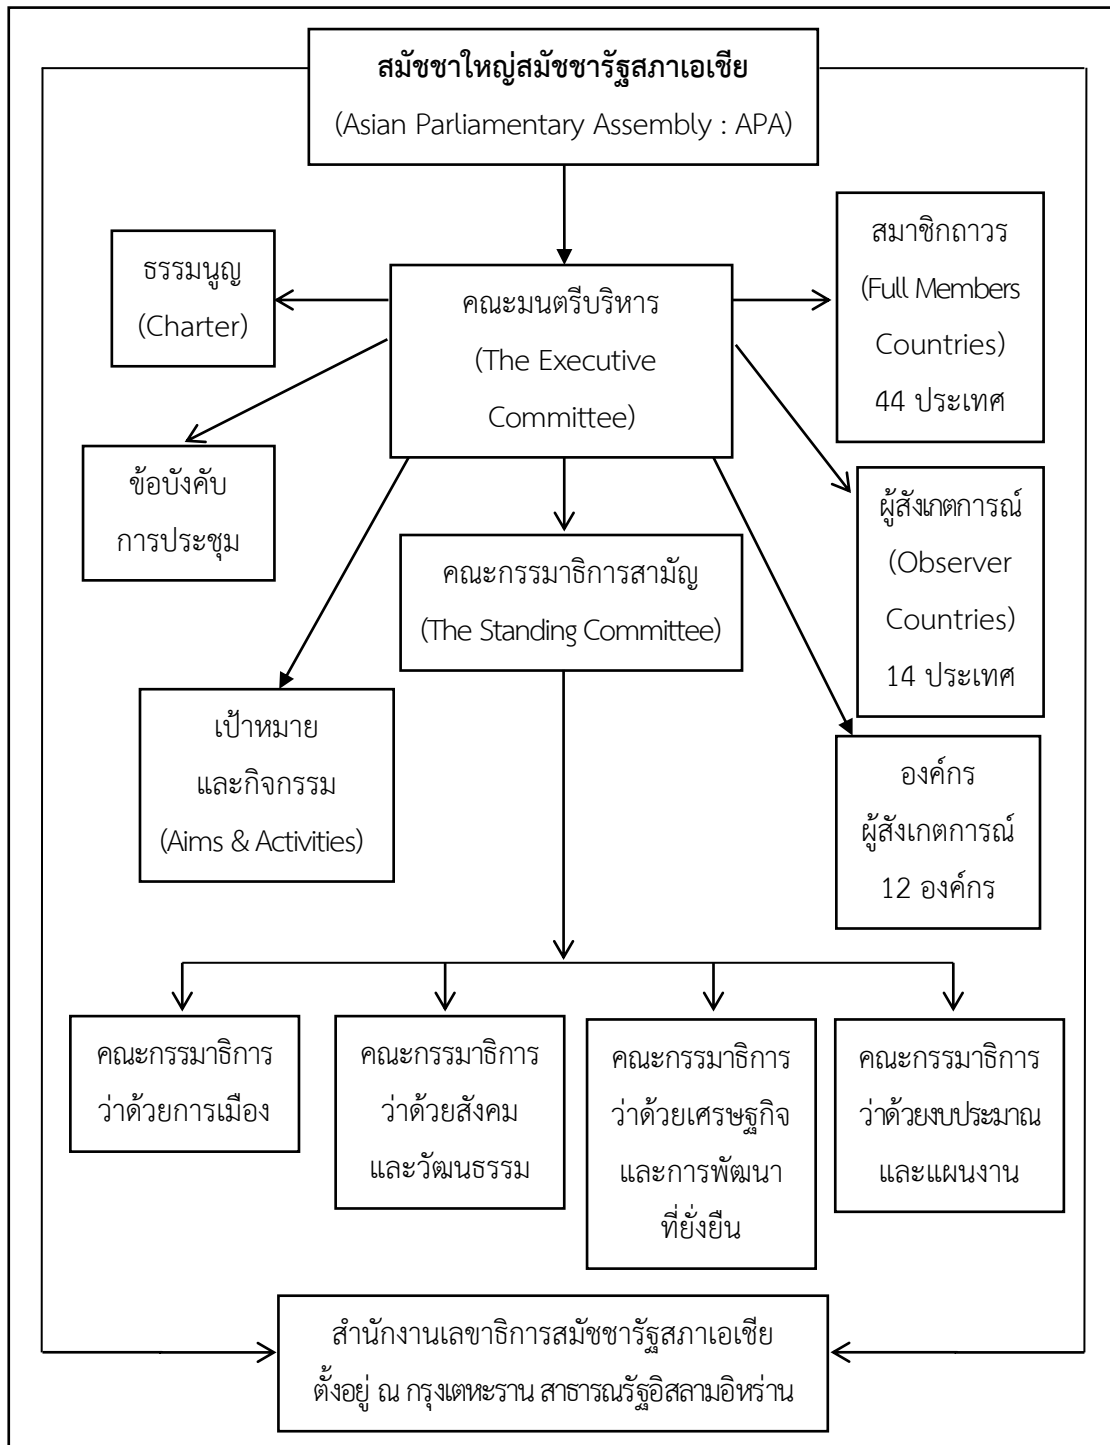 สมัชชาใหญ่สมัชชารัฐสภาเอเชีย
(Asian Parliamentary Assembly : APA)
ธรรมนูญ
(Charter)
คณะมนตรีบริหาร
(The Executive
Committee)
สมาชิกถาวร
(Full Members
Countries)
44 ประเทศ
ข้อบังคับ
การประชุม
คณะกรรมาธิการสามัญ
(The Standing Committee)
ผู้สังเกตการณ์
(Observer
Countries)
14 ประเทศ
เป้าหมาย
และกิจกรรม
(Aims & Activities)
องค์กร
ผู้สังเกตการณ์
12 องค์กร
คณะกรรมาธิการ
ว่าด้วยการเมือง
คณะกรรมาธิการ
ว่าด้วยสังคม
และวัฒนธรรม
คณะกรรมาธิการ
ว่าด้วยเศรษฐกิจ
และการพัฒนา
ที่ยั่งยืน
คณะกรรมาธิการ
ว่าด้วยงบประมาณ
และแผนงาน
สำนักงานเลขาธิการสมัชชารัฐสภาเอเชีย
ตั้งอยู่ ณ กรุงเตหะราน สาธารณรัฐอิสลามอิหร่าน